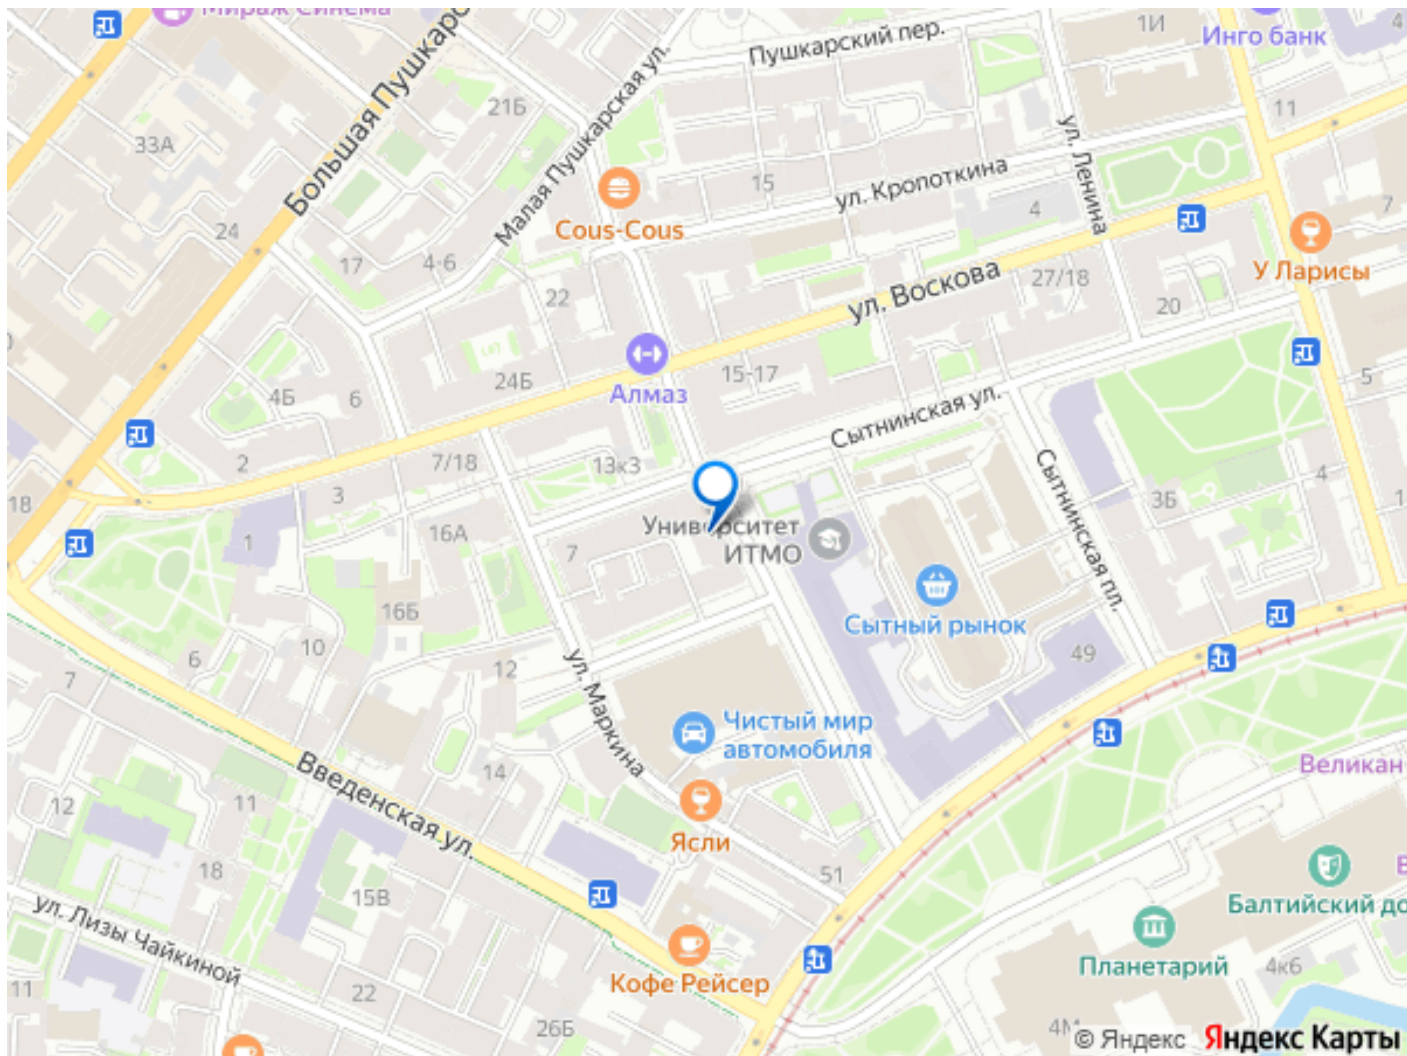 Мираж Синема
Большая Пушкарс
Малая Пушкарская ул.
Пушкарский пер.
1И
Инго банк
4
21Б
33А
11
ул. Ленина
15
ул. Кропоткина
4
Cous-Cous
7
У Ларисы
24
17
4-6
22
ул. Воскова
27/18
20
Алмаз
15-17
24Б
4Б
6
5
Сытнинская ул.
2
7/18
13к3
3
18
16А
1
Университет
ИТМО
7
Сытнинская пл.
3Б
4
1
16Б
Сытный рынок
10
6
12
49
7
ул. Маркина
Чистый мир
автомобиля
Великан
14
Введенская ул.
12
11
Ясли
51
18
15В
Балтийский до
В
ул. Лизы Чайкиной
Планетарий
4к6
Кофе Рейсер
11
22
26Б
4М
© Яндекс Яндекс Карты